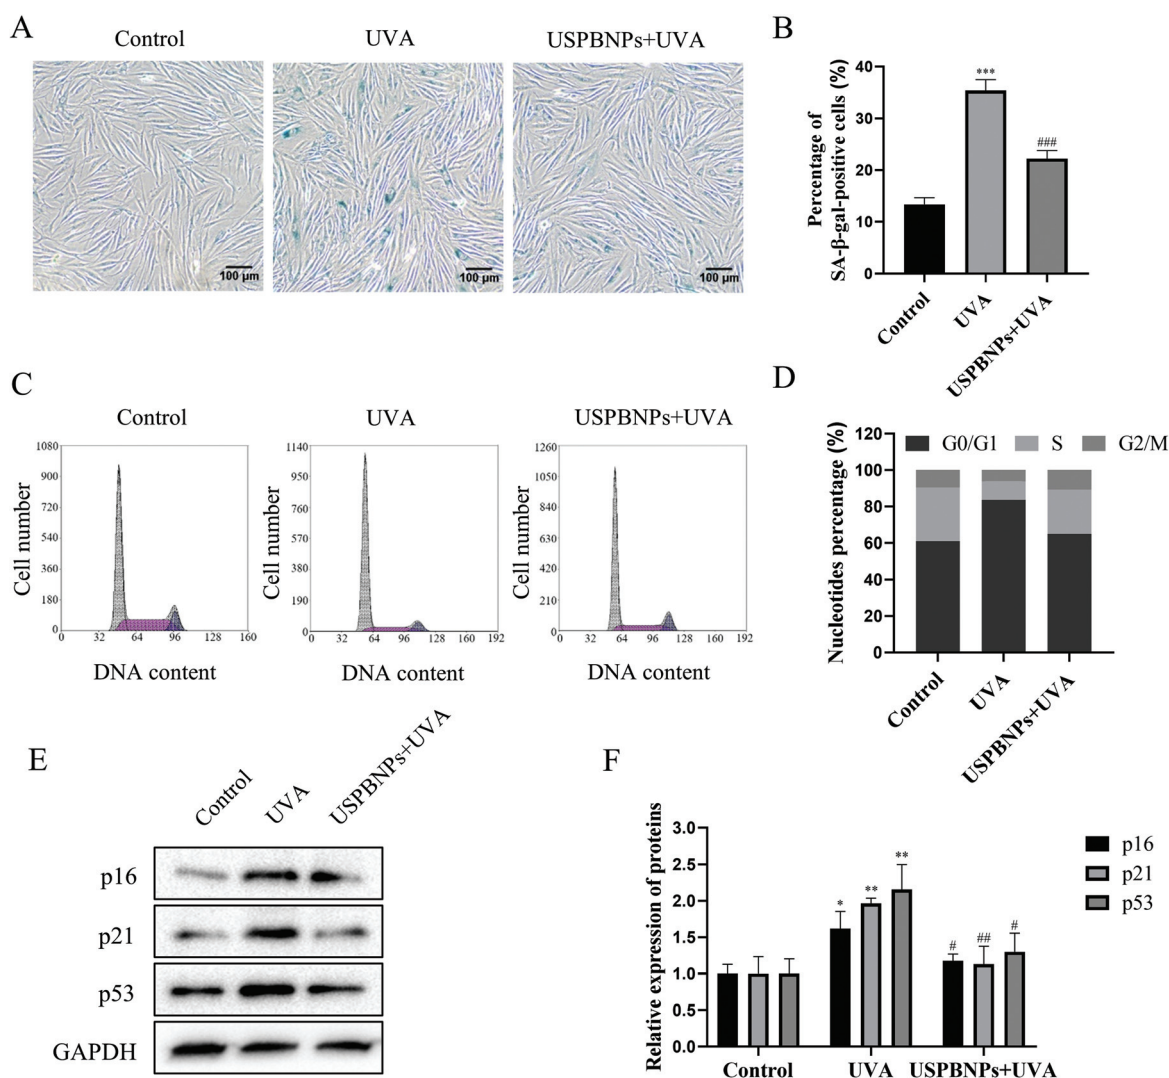 A
Control
UVA
USPBNPs+UVA
100 µm
100 µm
100 µm
B
Percentage of
SA-β-gal-positive cells (%)
50
40
30
20
10
0
***
###
Control
UVA
USPBNPs+UVA
C
Control
UVA
USPBNPs+UVA
Cell number
1080
900
720
540
360
180
0
0 32 64 96 128 160
DNA content
Cell number
1140
950
760
570
380
190
0
0 32 64 96 128 160 192
DNA content
Cell number
1260
1050
840
630
420
210
0
0 32 64 96 128 160 192
DNA content
D
Nucleotides percentage (%)
120
100
80
60
40
20
0
G0/G1 S G2/M
Control
UVA
USPBNPs+UVA
E
Control
UVA
USPBNPs+UVA
p16
p21
p53
GAPDH
F
Relative expression of proteins
3.0
2.5
2.0
1.5
1.0
0.5
0.0
*
**
**
#
##
#
Control UVA USPBNPs+UVA
p16
p21
p53